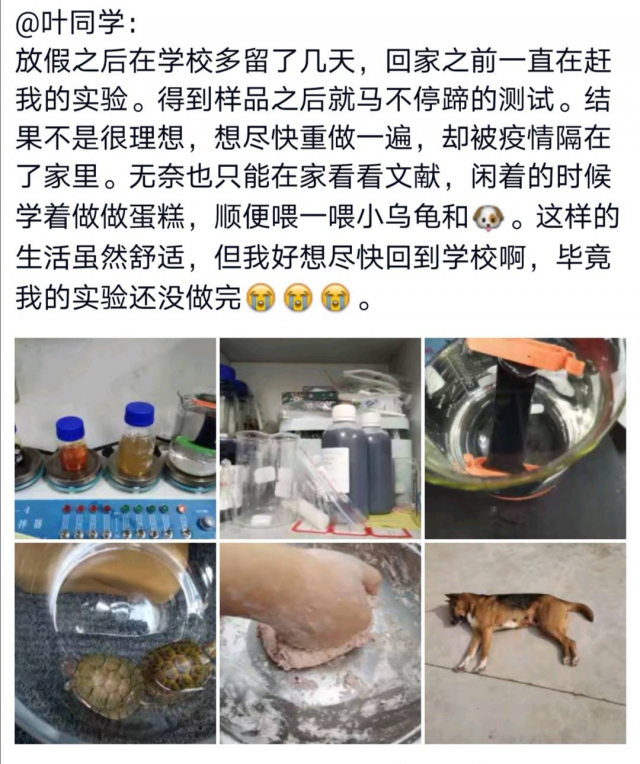 @叶同学：
放假之后在学校多留了几天，回家之前一直在赶
我的实验。得到样品之后就马不停蹄的测试。结
果不是很理想，想尽快重做一遍，却被疫情隔在
了家里。无奈也只能在家看看文献，闲着的时候
学着做做蛋糕，顺便喂一喂小乌龟和🐶。这样的
生活虽然舒适，但我好想尽快回到学校啊，毕竟
我的实验还没做完😭😭😭。
4
拌器